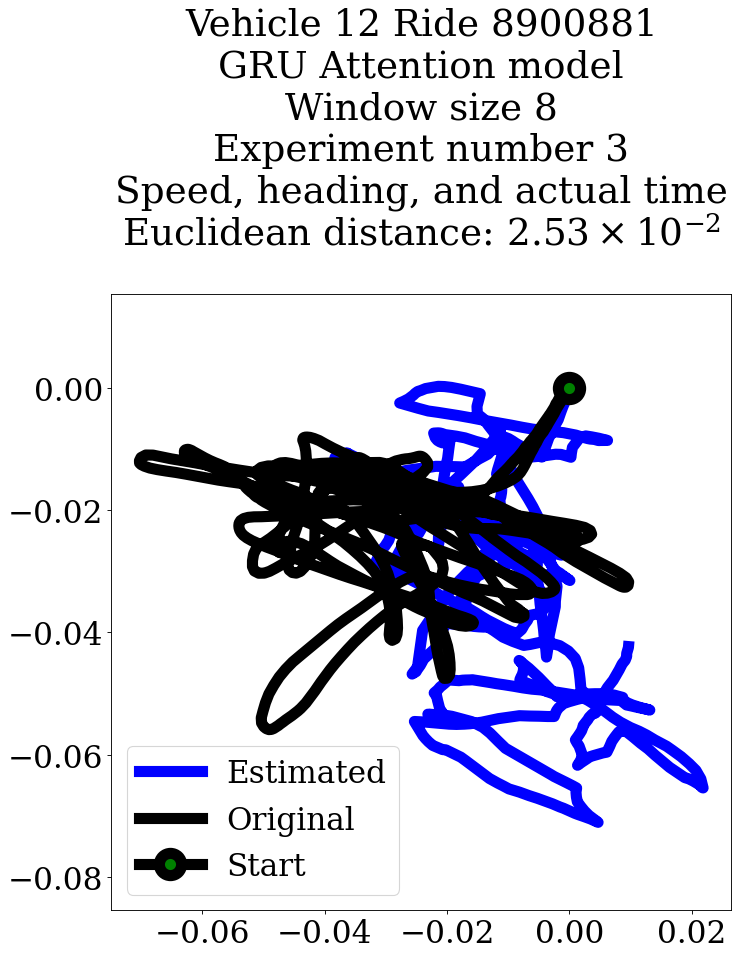 Vehicle 12 Ride 8900881
GRU Attention model
Window size 8
Experiment number 3
Speed, heading, and actual time
Euclidean distance: 2.53 × 10⁻²
0.00
−0.02
−0.04
−0.06
−0.08
Estimated
Original
Start
−0.06 −0.04 −0.02 0.00 0.02